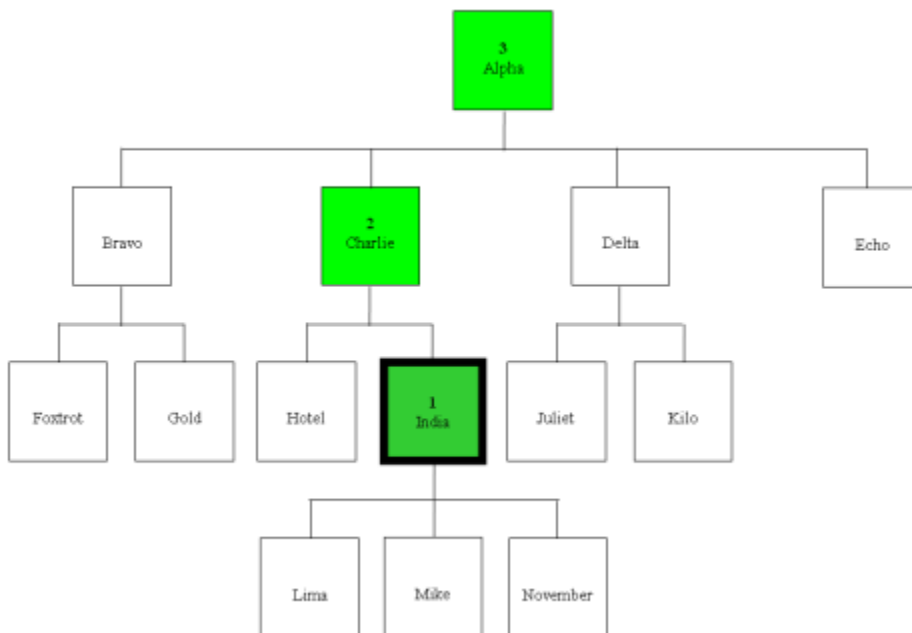 3
Alpha
Bravo
2
Charlie
Delta
Echo
Foxtrot
Gold
Hotel
1
India
Juliet
Kilo
Lima
Mike
November